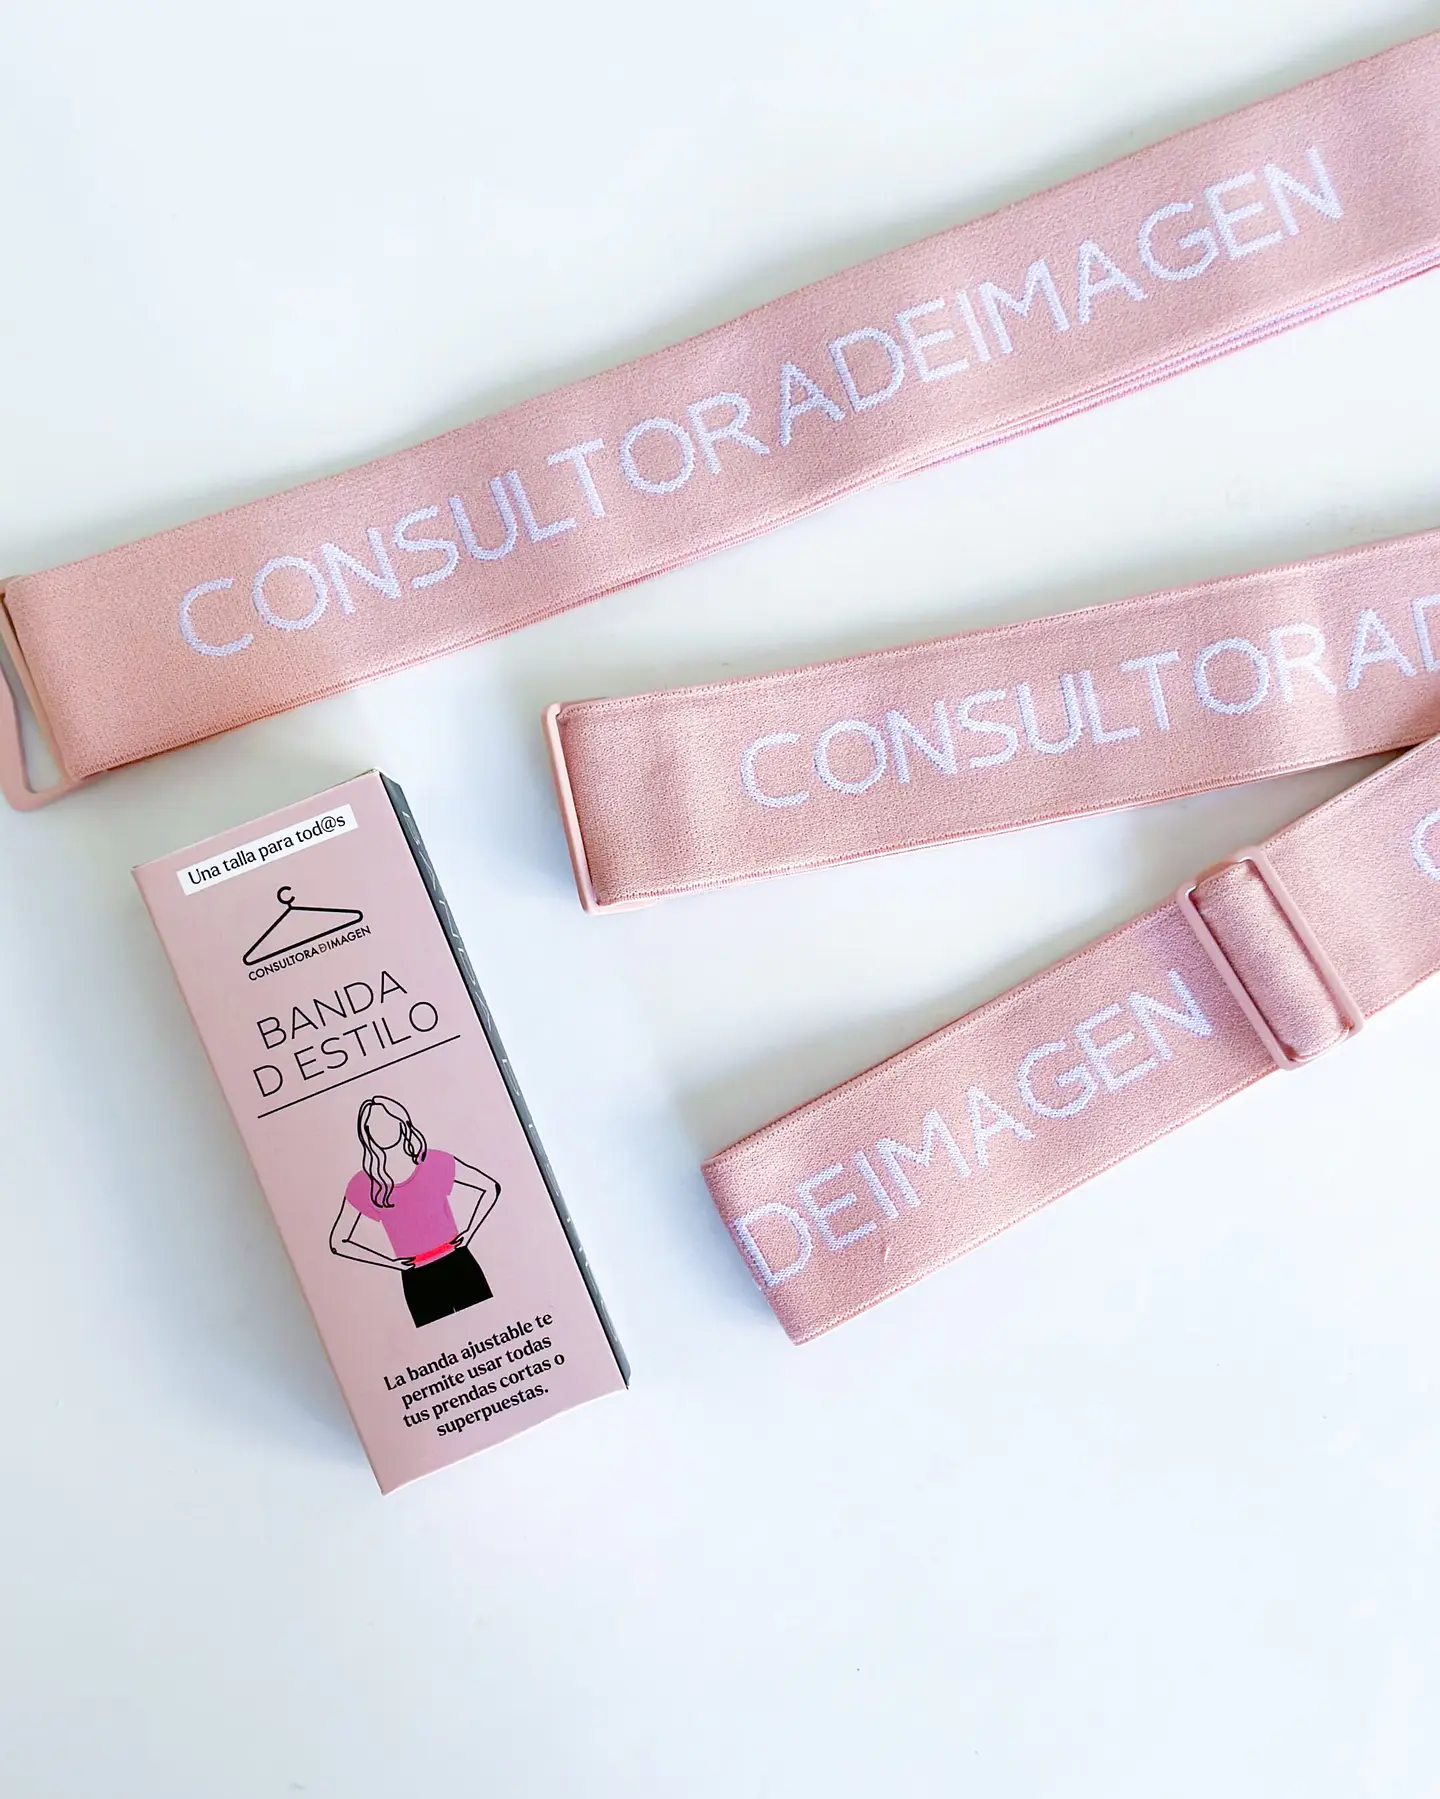 CONSULTORADEIMAGEN
CONSULTORAD
DEIMAGEN
Una talla para tod@s
CONSULTORADIMAGEN
BANDA
D ESTILO
La banda ajustable te
permite usar todas
tus prendas cortas o
superpuestas.